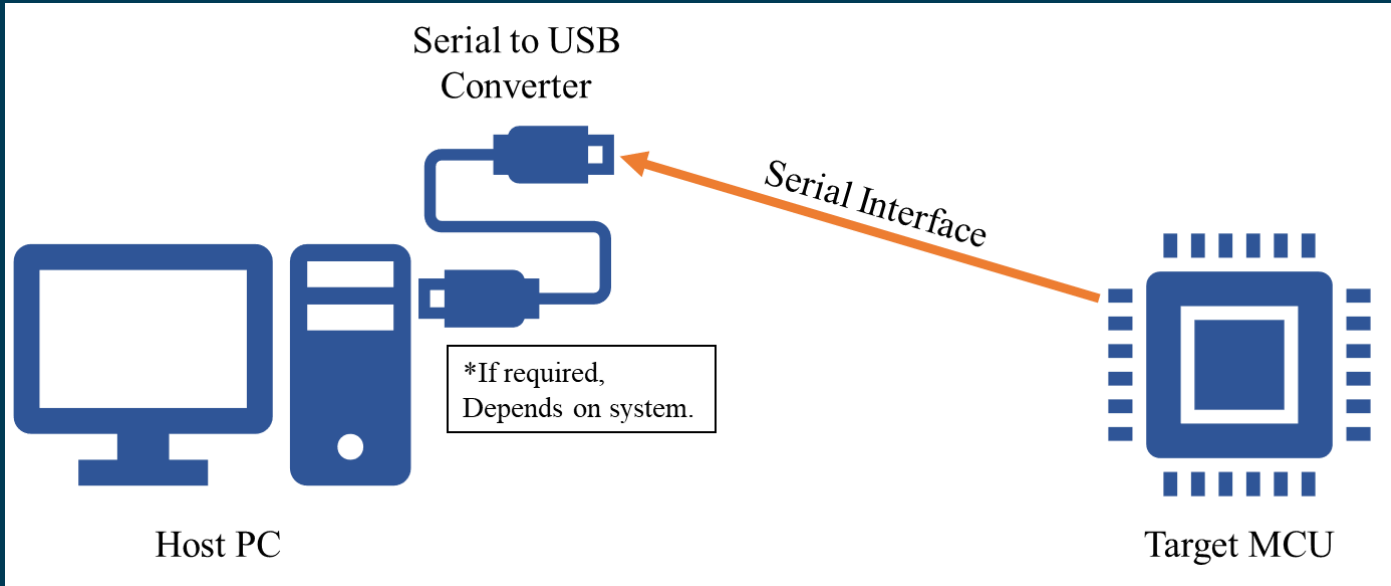 Serial to USB
Converter
Serial Interface
*If required,
Depends on system.
Host PC
Target MCU